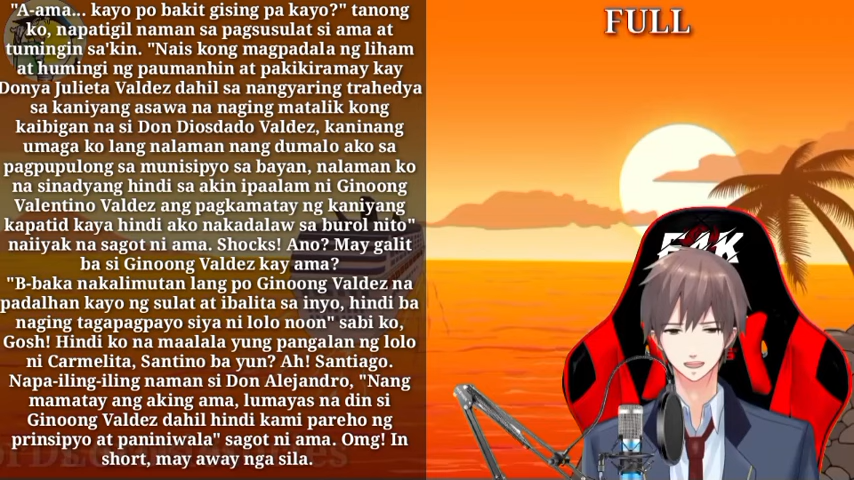 "A-ama... kayo po bakit gising pa kayo?" tanong
ko, napatigil naman sa pagsusulat si ama at
tumingin sa'kin. "Nais kong magpadala ng liham
at humingi ng paumanhin at pakikiramay kay
Donya Julieta Valdez dahil sa nangyaring trahedya
sa kaniyang asawa na naging matalik kong
kaibigan na si Don Diosdado Valdez, kaninang
umaga ko lang nalaman nang dumalo ako sa
pagpupulong sa munisipyo sa bayan, nalaman ko
na sinadyang hindi sa akin ipaalam ni Ginoong
Valentino Valdez ang pagkamatay ng kaniyang
kapatid kaya hindi ako nakadalaw sa burol nito"
naiiyak na sagot ni ama. Shocks! Ano? May galit
ba si Ginoong Valdez kay ama?
"B-baka nakalimutan lang po Ginoong Valdez na
padalhan kayo ng sulat at ibalita sa inyo, hindi ba
naging tagapagpayo siya ni lolo noon" sabi ko,
Gosh! Hindi ko na maalala yung pangalan ng lolo
ni Carmelita, Santino ba yun? Ah! Santiago.
Napa-iling-iling naman si Don Alejandro, "Nang
mamatay ang aking ama, lumayas na din si
Ginoong Valdez dahil hindi kami pareho ng
prinsipyo at paniniwala" sagot ni ama. Omg! In
short, may away nga sila.
FULL